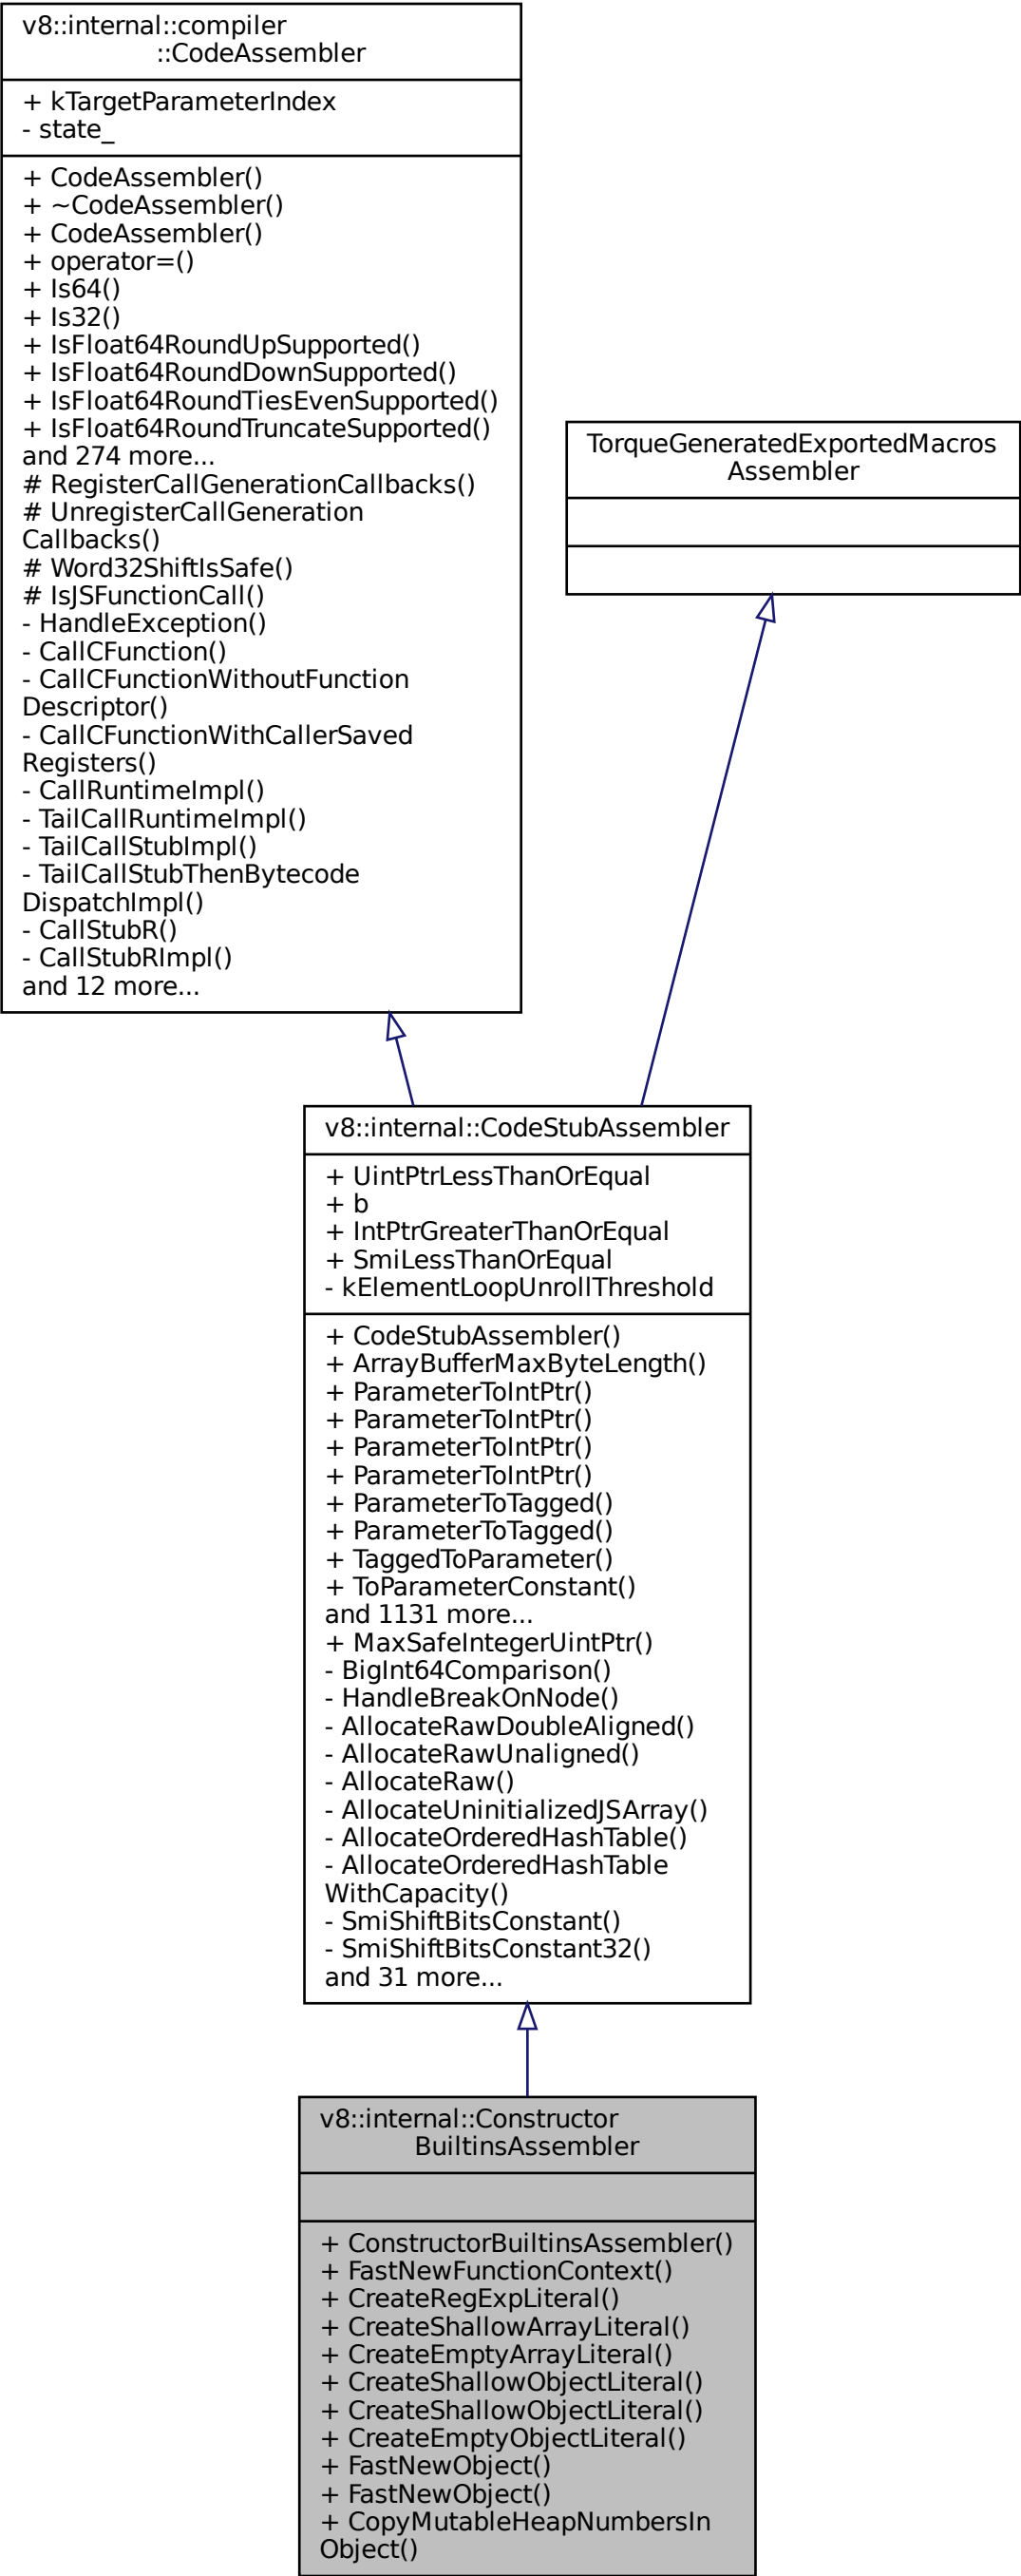 v8::internal::compiler
::CodeAssembler
+ kTargetParameterIndex
- state_
+ CodeAssembler()
+ ~CodeAssembler()
+ CodeAssembler()
+ operator=()
+ Is64()
+ Is32()
+ IsFloat64RoundUpSupported()
+ IsFloat64RoundDownSupported()
+ IsFloat64RoundTiesEvenSupported()
+ IsFloat64RoundTruncateSupported()
and 274 more...
# RegisterCallGenerationCallbacks()
# UnregisterCallGeneration
Callbacks()
# Word32ShiftIsSafe()
# IsJSFunctionCall()
- HandleException()
- CallCFunction()
- CallCFunctionWithoutFunction
Descriptor()
- CallCFunctionWithCallerSaved
Registers()
- CallRuntimeImpl()
- TailCallRuntimeImpl()
- TailCallStubImpl()
- TailCallStubThenBytecode
DispatchImpl()
- CallStubR()
- CallStubRImpl()
and 12 more...
TorqueGeneratedExportedMacros
Assembler
v8::internal::CodeStubAssembler
+ UintPtrLessThanOrEqual
+ b
+ IntPtrGreaterThanOrEqual
+ SmiLessThanOrEqual
- kElementLoopUnrollThreshold
+ CodeStubAssembler()
+ ArrayBufferMaxByteLength()
+ ParameterToIntPtr()
+ ParameterToIntPtr()
+ ParameterToIntPtr()
+ ParameterToIntPtr()
+ ParameterToTagged()
+ ParameterToTagged()
+ TaggedToParameter()
+ ToParameterConstant()
and 1131 more...
+ MaxSafeIntegerUintPtr()
- BigInt64Comparison()
- HandleBreakOnNode()
- AllocateRawDoubleAligned()
- AllocateRawUnaligned()
- AllocateRaw()
- AllocateUninitializedJSArray()
- AllocateOrderedHashTable()
- AllocateOrderedHashTable
WithCapacity()
- SmiShiftBitsConstant()
- SmiShiftBitsConstant32()
and 31 more...
v8::internal::Constructor
BuiltinsAssembler
+ ConstructorBuiltinsAssembler()
+ FastNewFunctionContext()
+ CreateRegExpLiteral()
+ CreateShallowArrayLiteral()
+ CreateEmptyArrayLiteral()
+ CreateShallowObjectLiteral()
+ CreateShallowObjectLiteral()
+ CreateEmptyObjectLiteral()
+ FastNewObject()
+ FastNewObject()
+ CopyMutableHeapNumbersIn
Object()